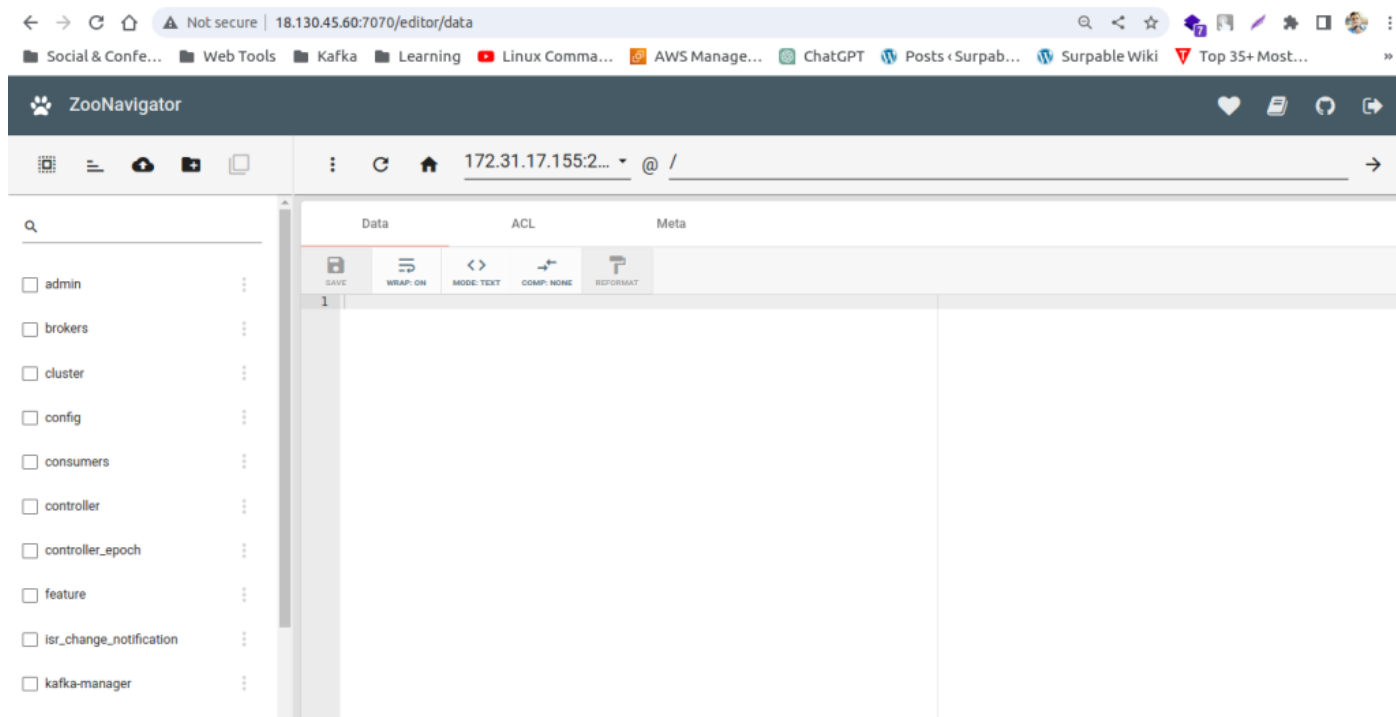 Not secure | 18.130.45.60:7070/editor/data
7
Social & Confe... Web Tools Kafka Learning Linux Comma... AWS Manage... ChatGPT Posts ‹ Surpab... Surpable Wiki Top 35+ Most... »
ZooNavigator
172.31.17.155:2... @ /
Data ACL Meta
SAVE WRAP: ON MODE: TEXT COMP: NONE REFORMAT
1
admin
brokers
cluster
config
consumers
controller
controller_epoch
feature
isr_change_notification
kafka-manager